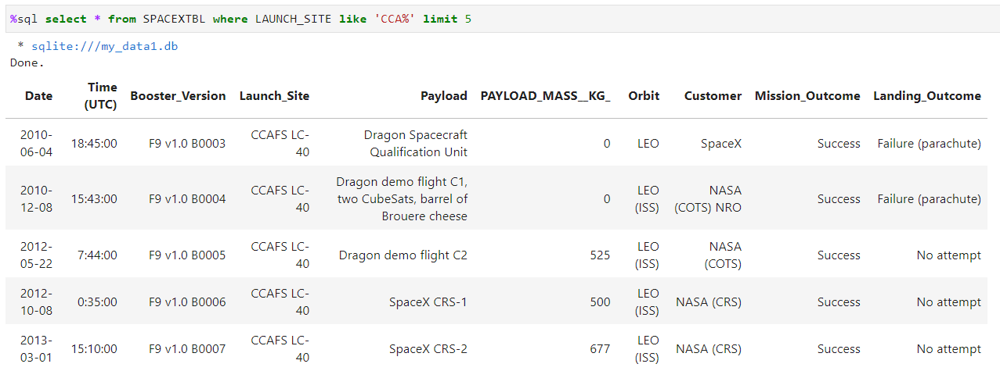 %sql select * from SPACEXTBL where LAUNCH_SITE like 'CCA%' limit 5
* sqlite:///my_data1.db
Done.
Date Time (UTC) Booster_Version Launch_Site Payload PAYLOAD_MASS__KG_ Orbit Customer Mission_Outcome Landing_Outcome
2010-06-04 18:45:00 F9 v1.0 B0003 CCAFS LC-40 Dragon Spacecraft Qualification Unit 0 LEO SpaceX Success Failure (parachute)
2010-12-08 15:43:00 F9 v1.0 B0004 CCAFS LC-40 Dragon demo flight C1, two CubeSats, barrel of Brouere cheese 0 LEO (ISS) NASA (COTS) NRO Success Failure (parachute)
2012-05-22 7:44:00 F9 v1.0 B0005 CCAFS LC-40 Dragon demo flight C2 525 LEO (ISS) NASA (COTS) Success No attempt
2012-10-08 0:35:00 F9 v1.0 B0006 CCAFS LC-40 SpaceX CRS-1 500 LEO (ISS) NASA (CRS) Success No attempt
2013-03-01 15:10:00 F9 v1.0 B0007 CCAFS LC-40 SpaceX CRS-2 677 LEO (ISS) NASA (CRS) Success No attempt